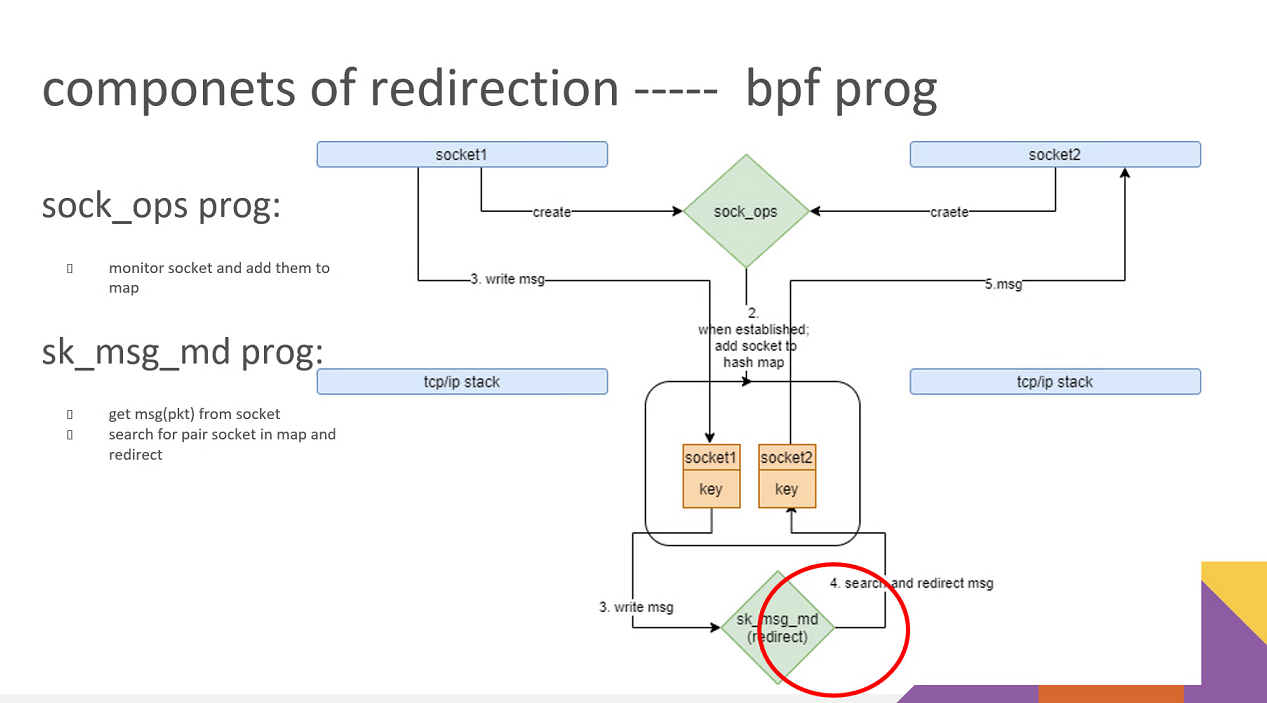 componets of redirection -----  bpf prog
socket1
socket2
sock_ops prog:
sock_ops
create
craete
monitor socket and add them to
map
3. write msg
5.msg
2.
when established;
add socket to
hash map
sk_msg_md prog:
tcp/ip stack
tcp/ip stack
get msg(pkt) from socket
search for pair socket in map and
redirect
socket1
socket2
key
key
4. search and redirect msg
3. write msg
sk_msg_md
(redirect)